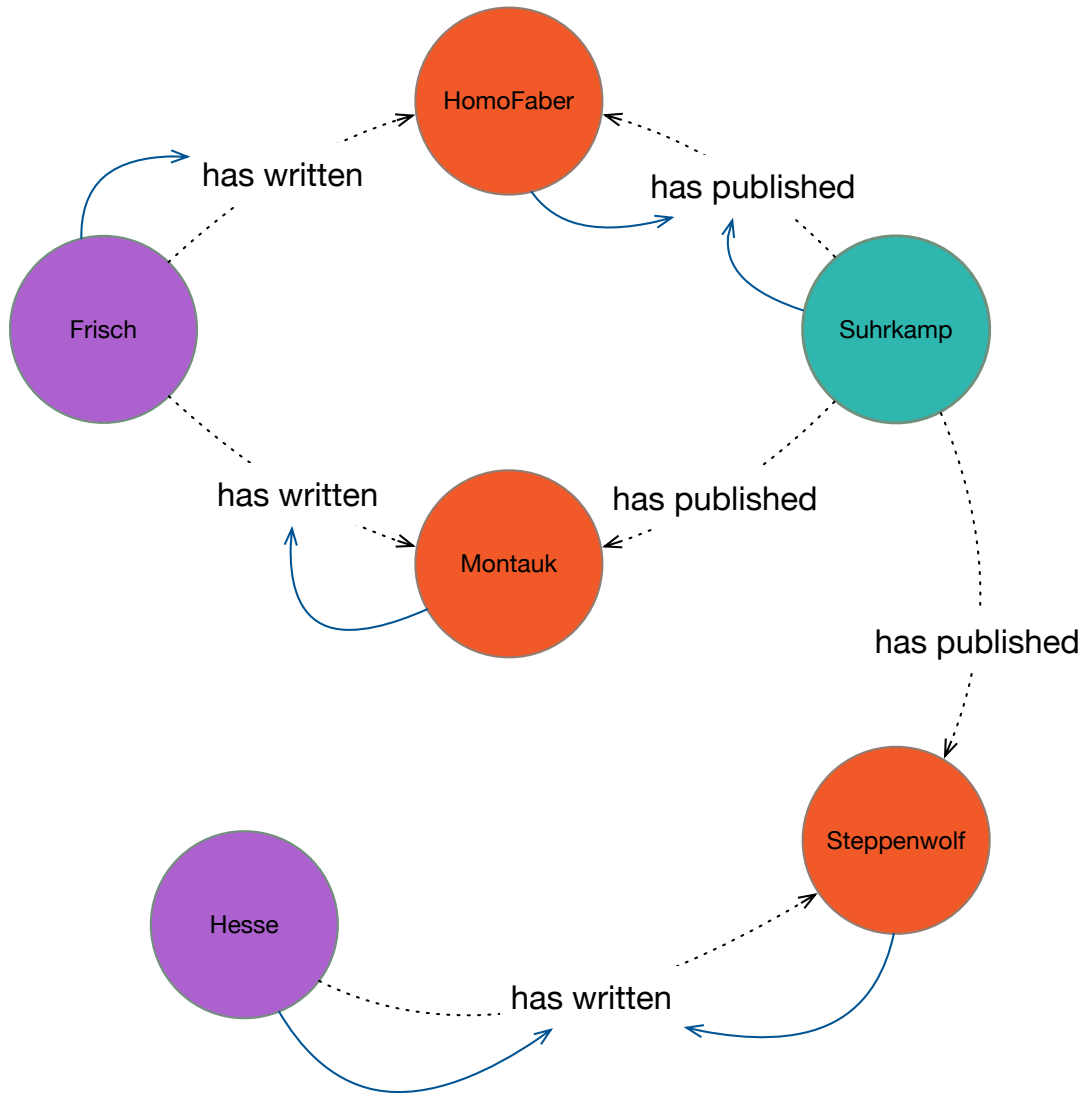 HomoFaber
has written
has published
Frisch
Suhrkamp
has written
has published
Montauk
has published
Steppenwolf
Hesse
has written